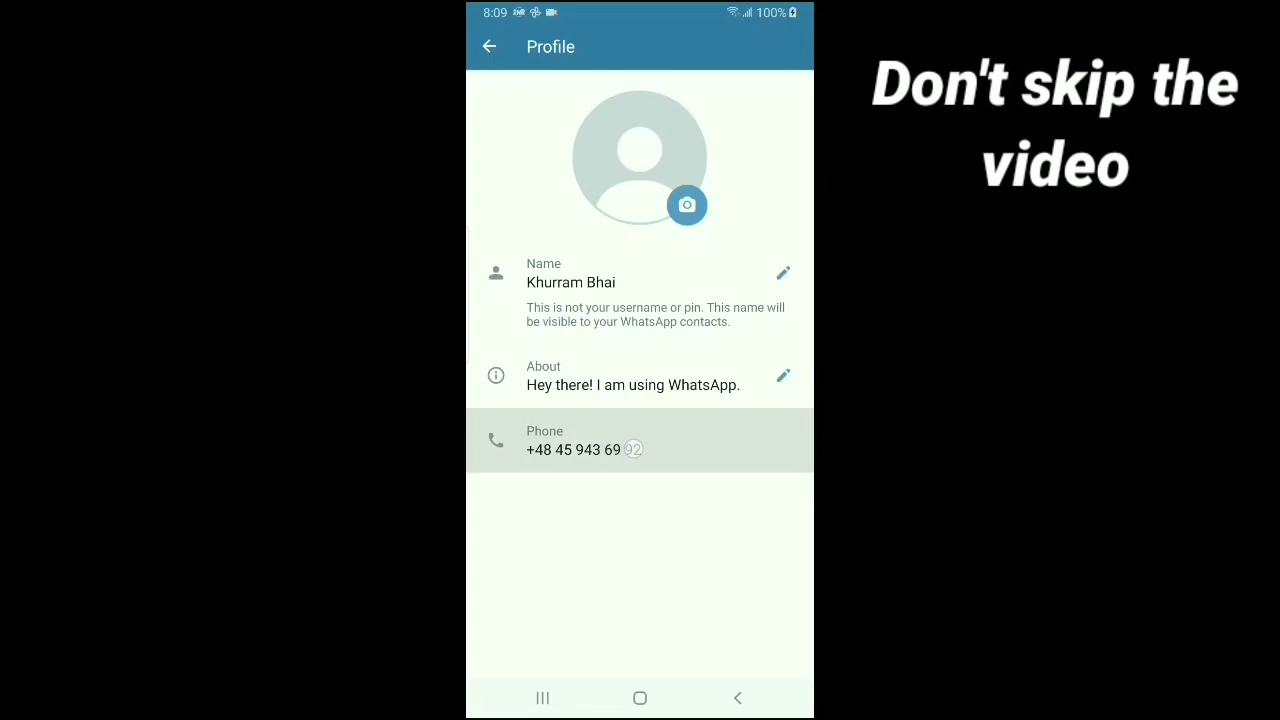 8:09
100%
Profile
Don't skip the
video
Name
Khurram Bhai
This is not your username or pin. This name will
be visible to your WhatsApp contacts.
About
Hey there! I am using WhatsApp.
Phone
+48 45 943 69 92